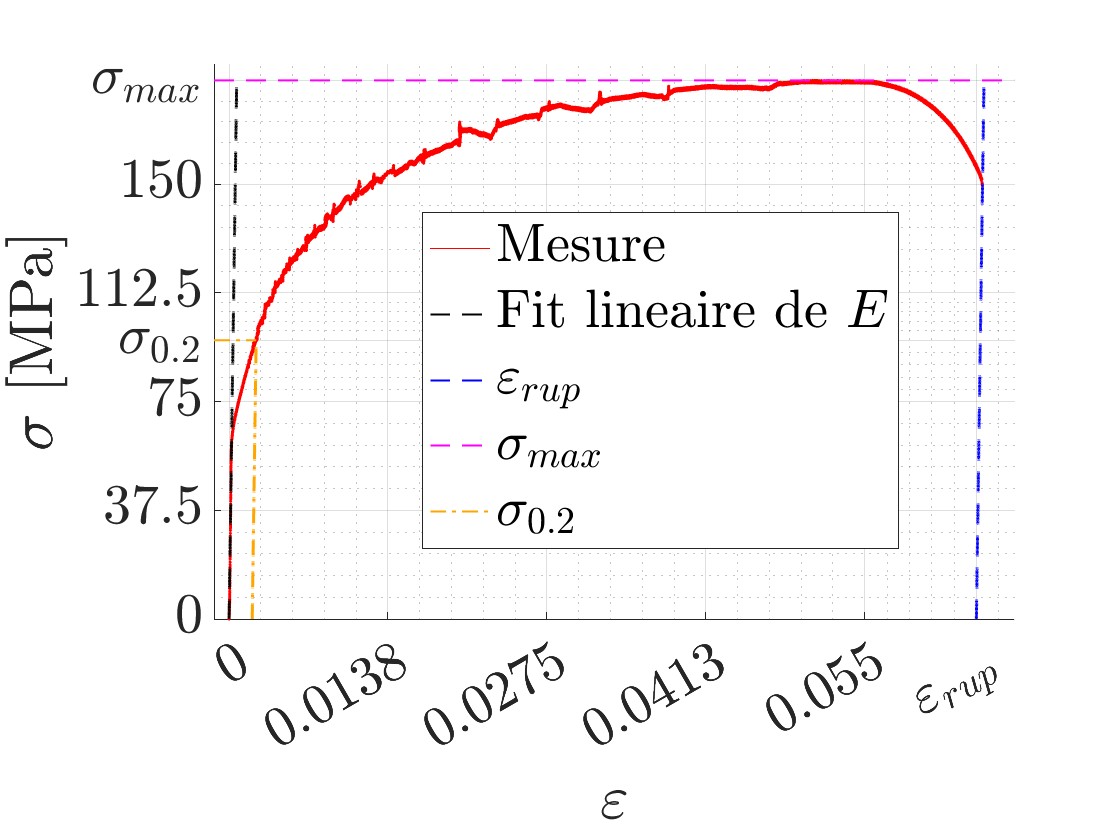 σ_max
150
112.5
σ_0.2
75
37.5
0
σ [MPa]
Mesure
Fit lineaire de E
ε_rup
σ_max
σ_0.2
0
0.0138
0.0275
0.0413
0.055
ε_rup
ε